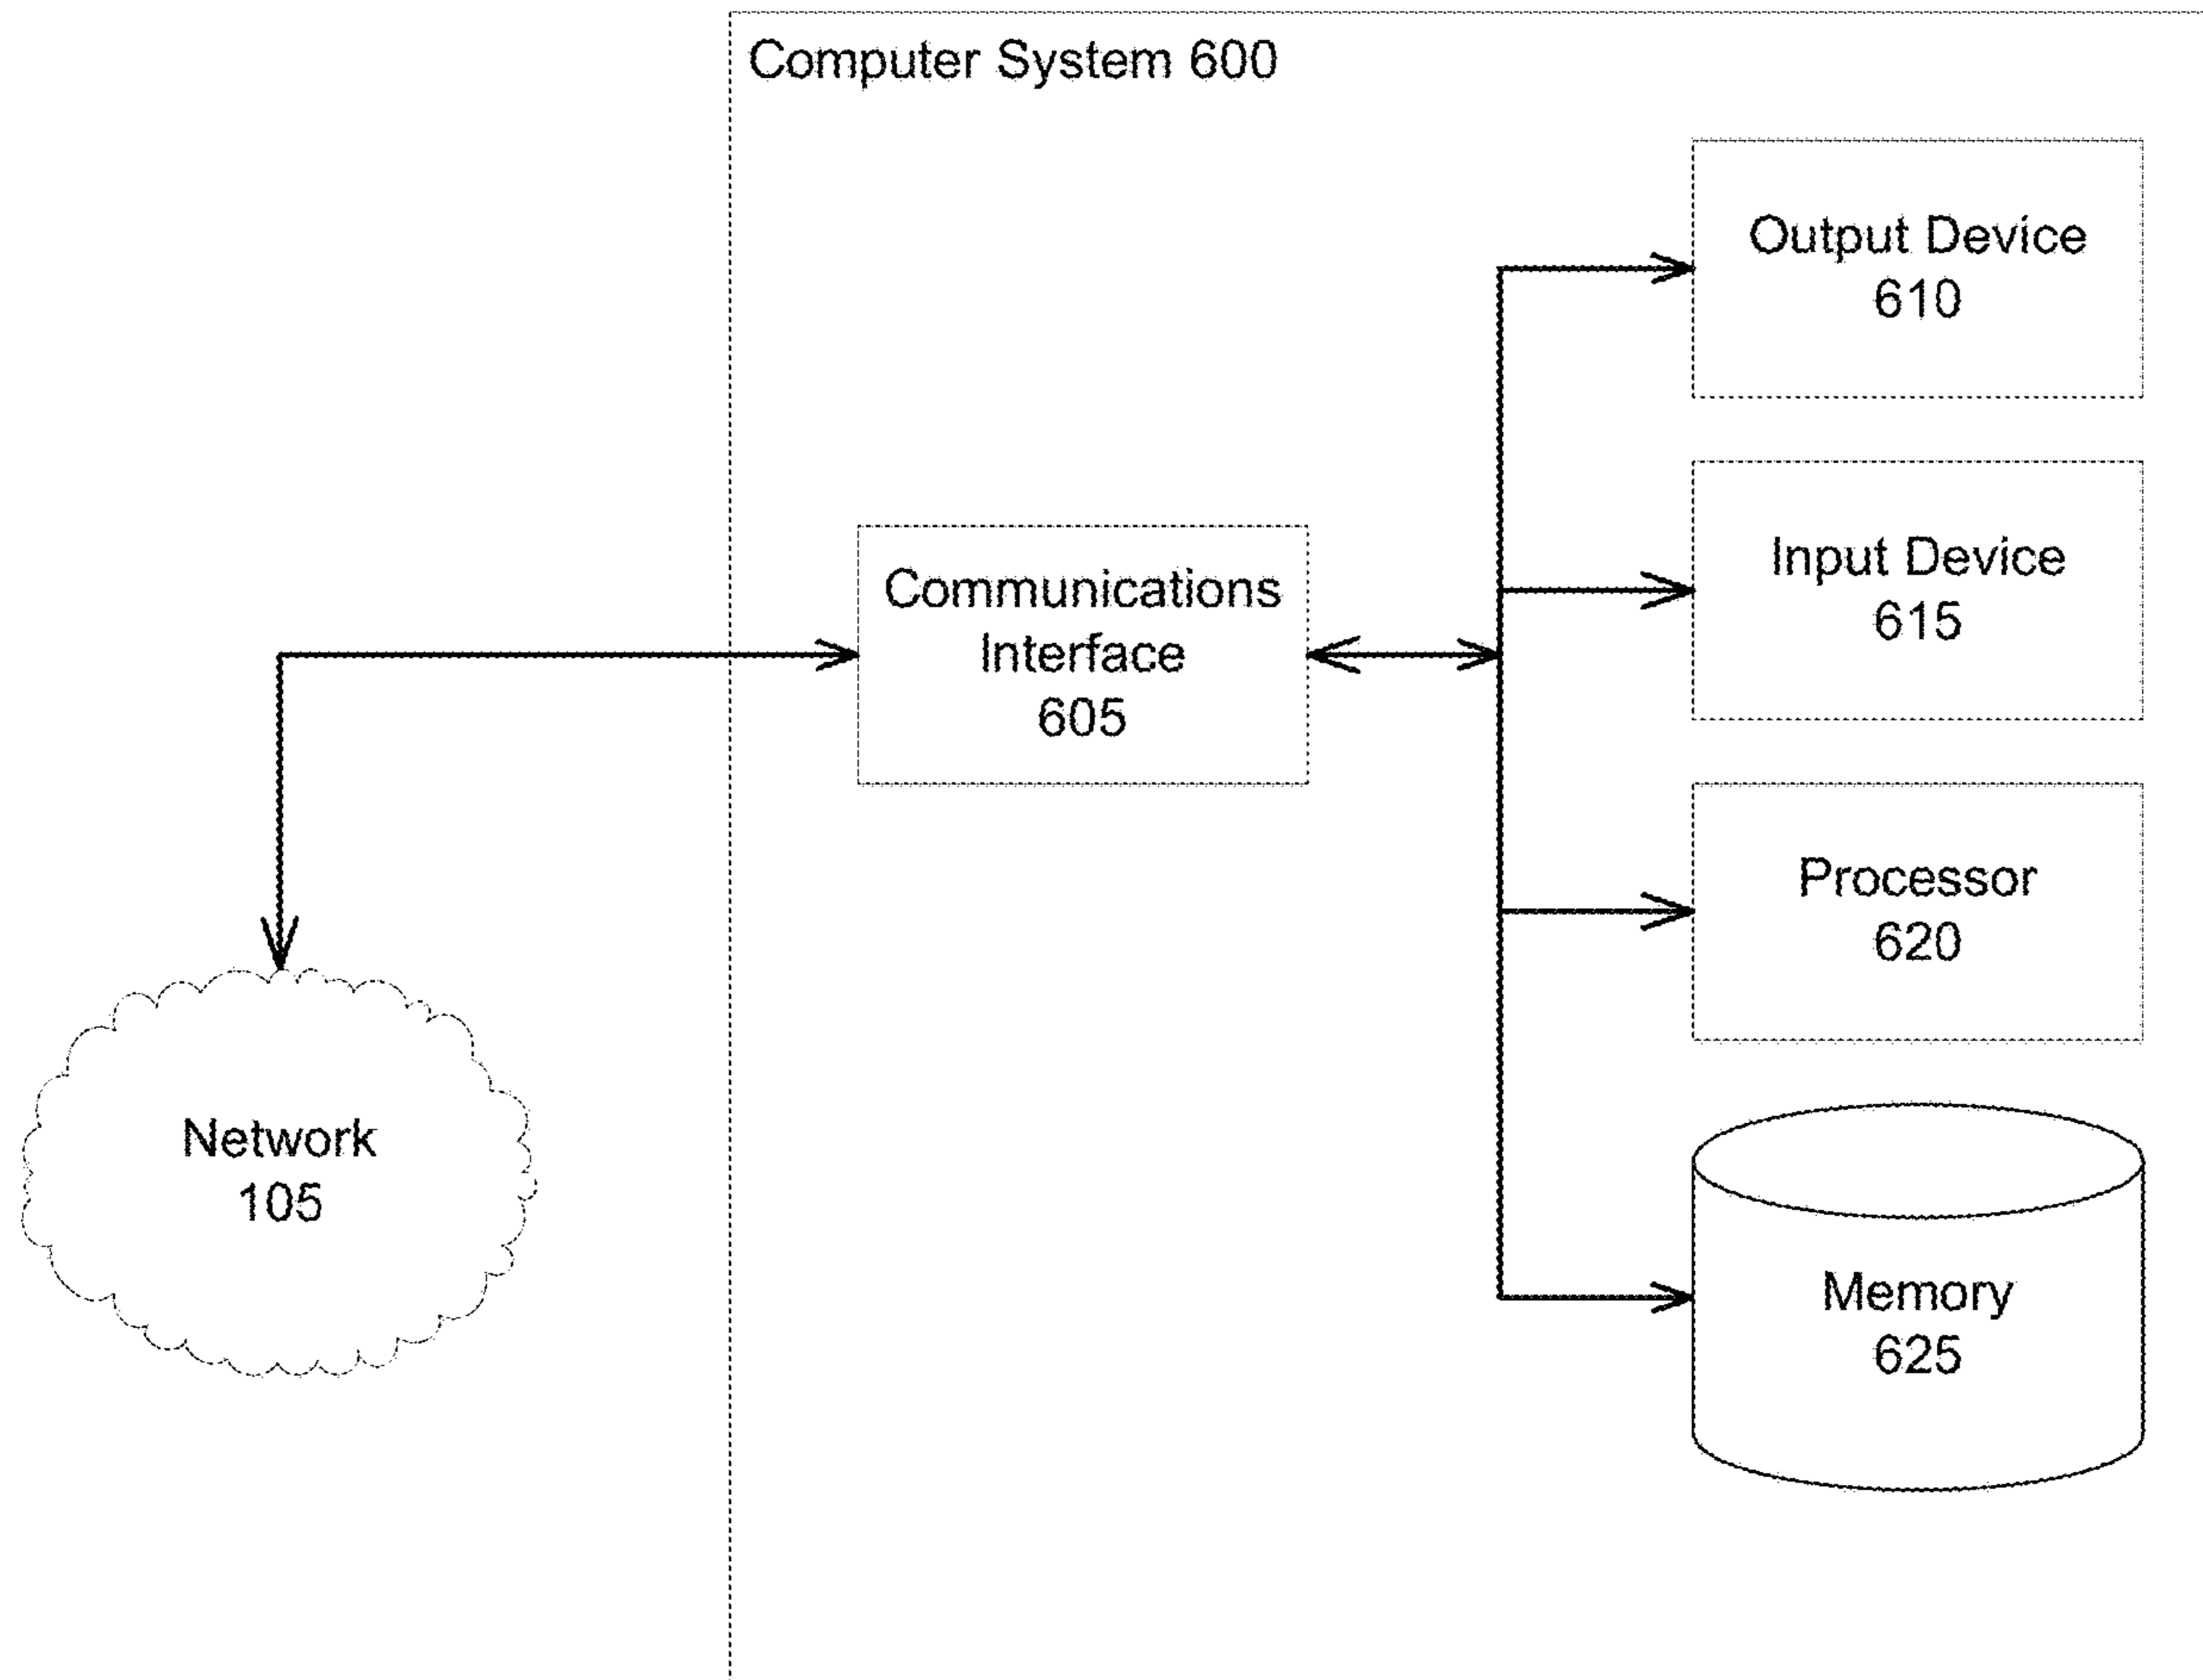 Computer System 600
Output Device
610
Input Device
615
Communications
Interface
605
Processor
620
Network
105
Memory
625